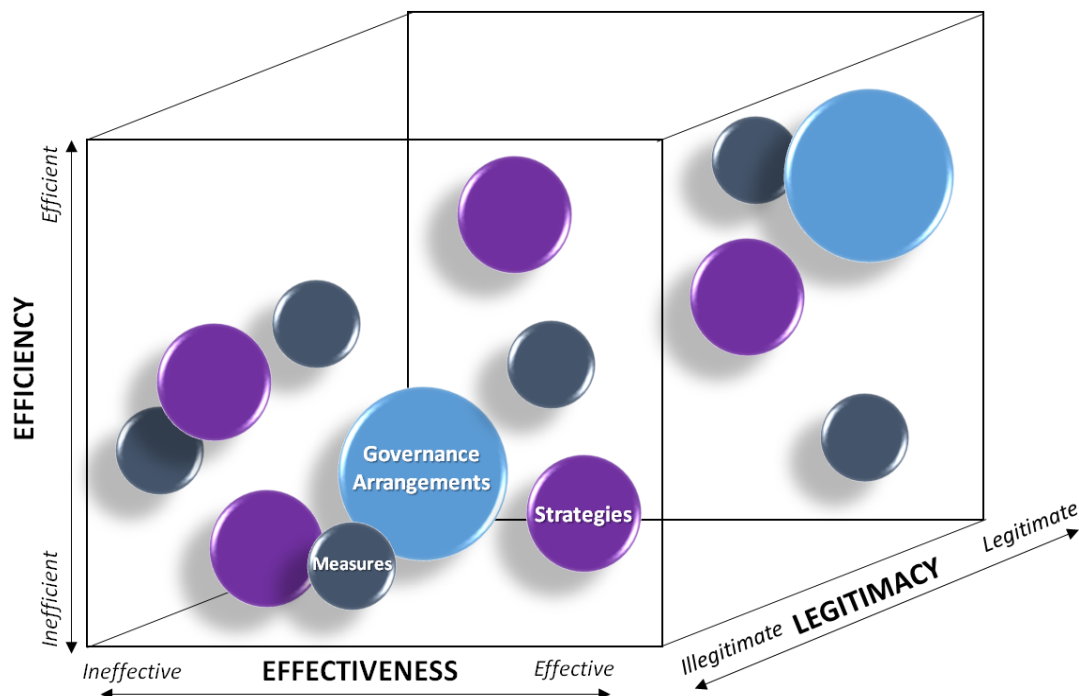 Efficient
EFFICIENCY
Inefficient
Governance
Arrangements
Strategies
Measures
Ineffective
EFFECTIVENESS
Effective
Illegitimate
LEGITIMACY
Legitimate